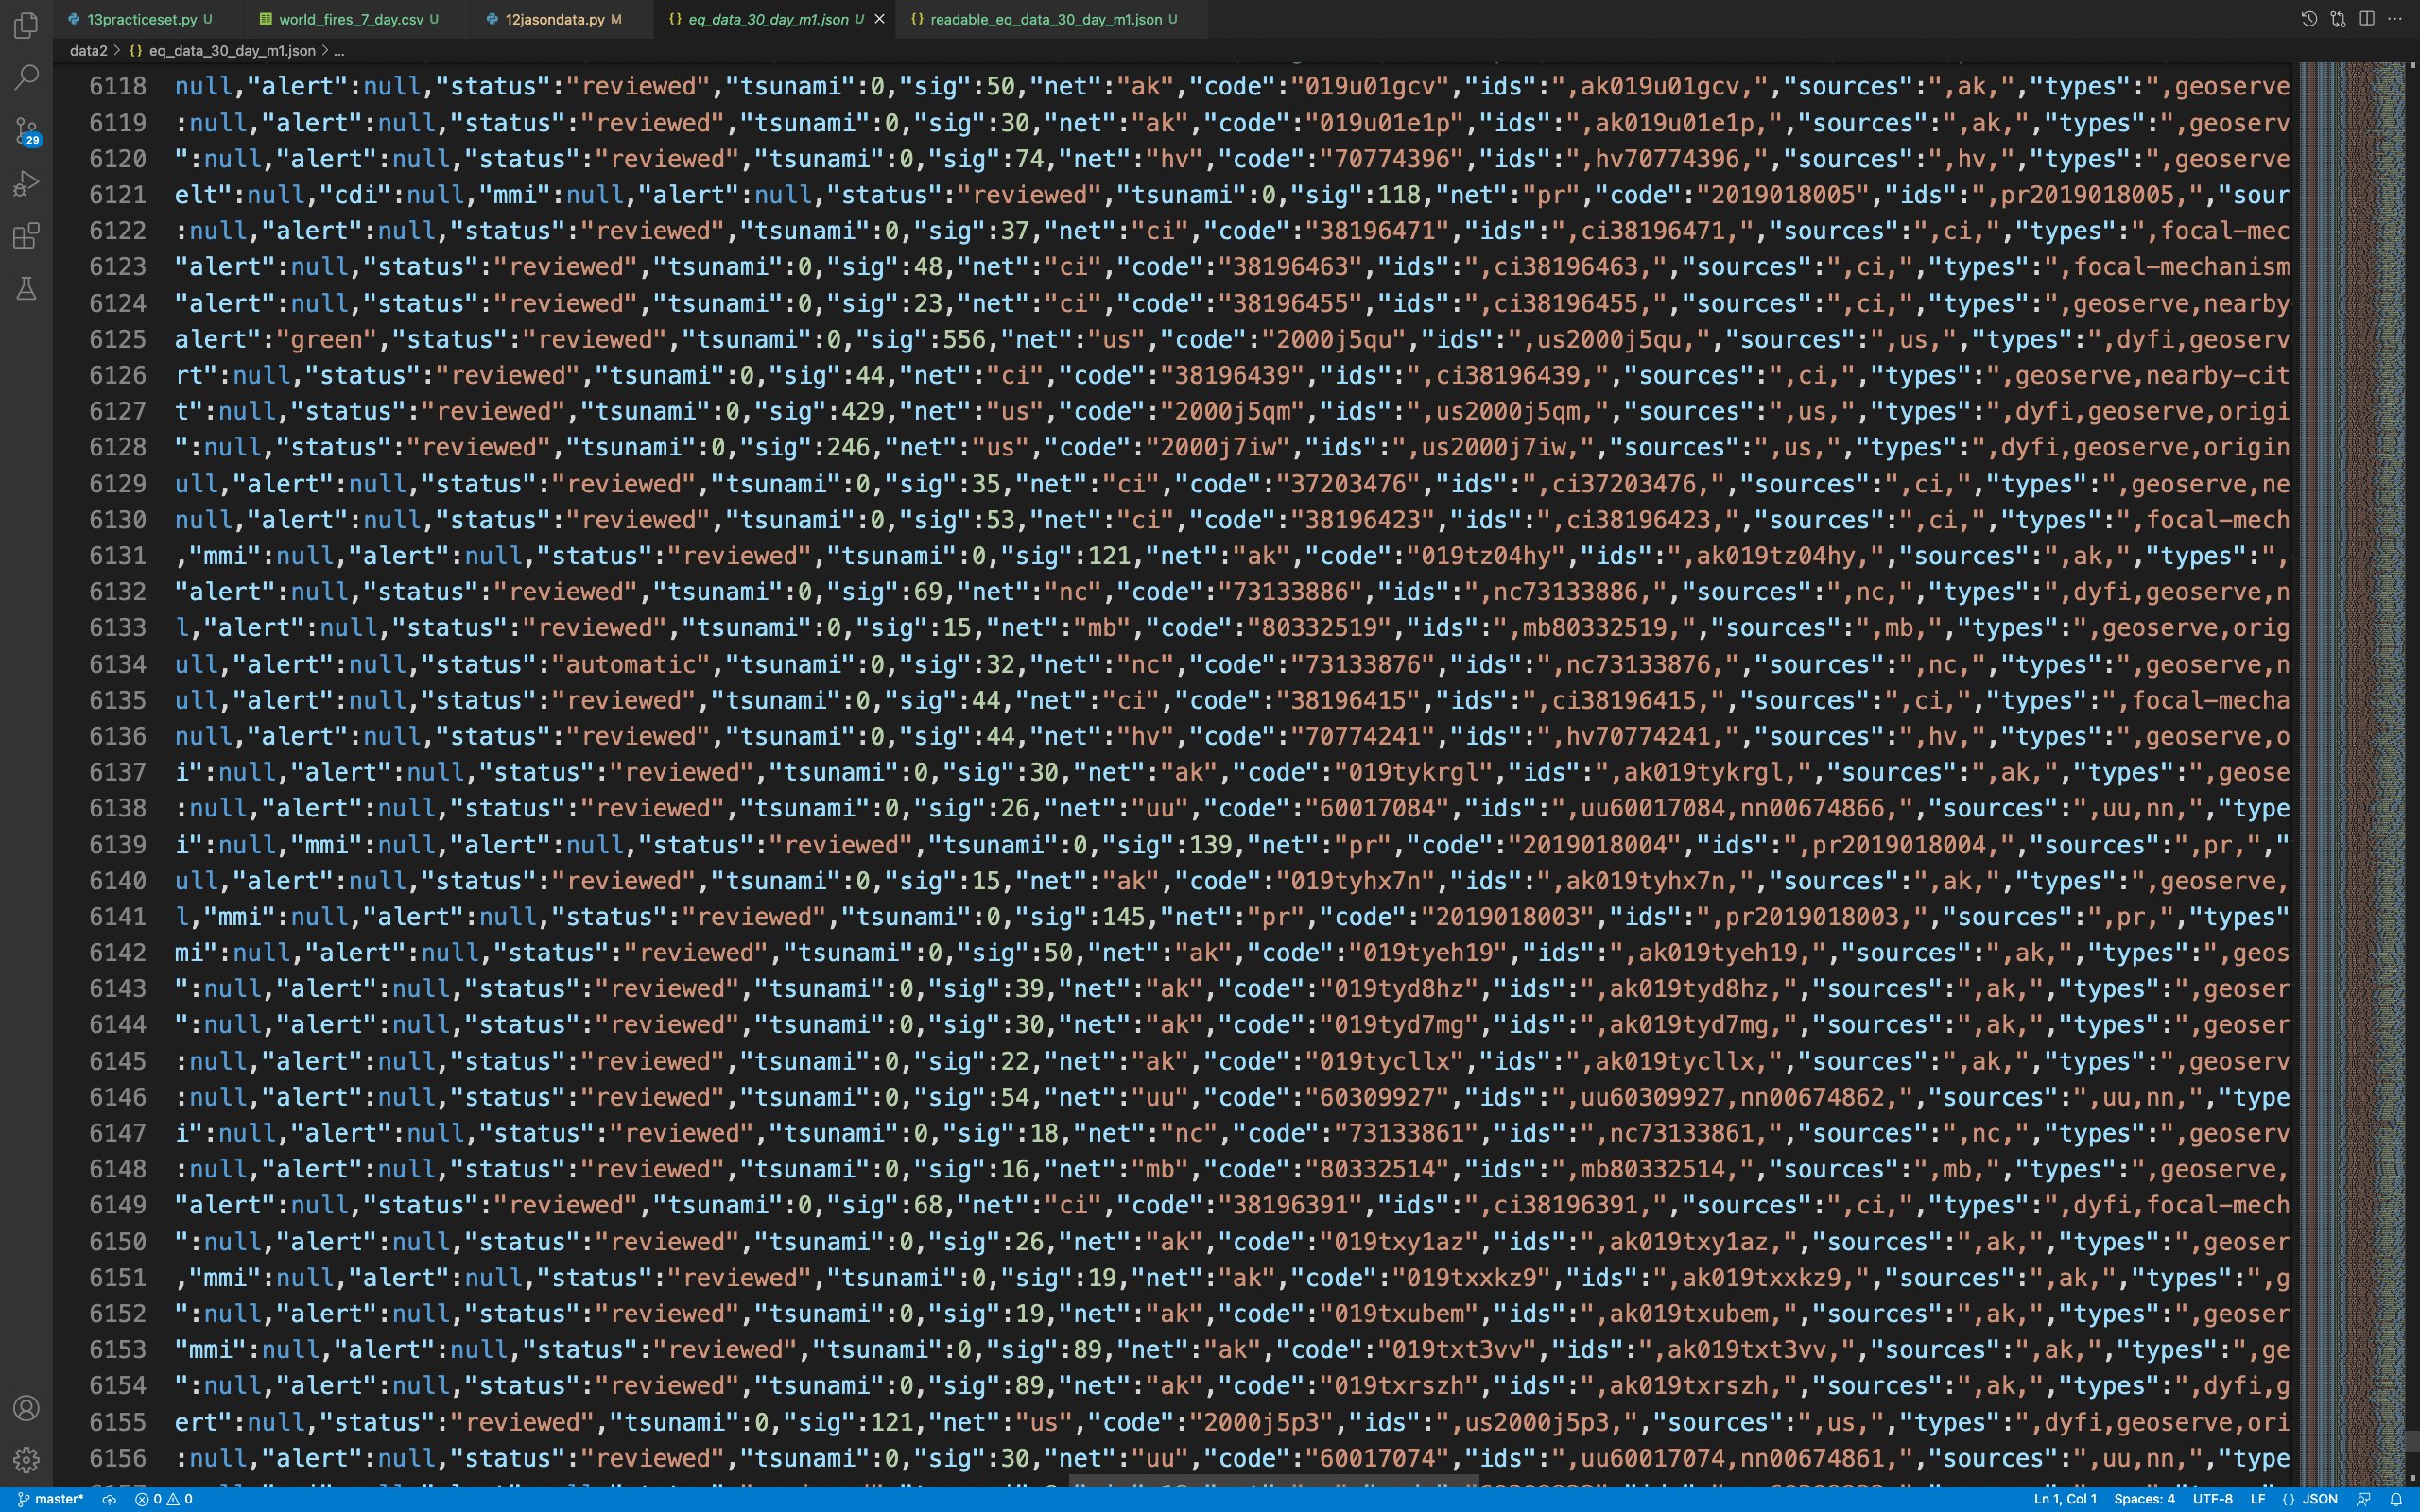 13practiceset.py U world_fires_7_day.csv U 12jasondata.py M {} eq_data_30_day_m1.json U {} readable_eq_data_30_day_m1.json U
data2 > {} eq_data_30_day_m1.json > ...
6118 null,"alert":null,"status":"reviewed","tsunami":0,"sig":50,"net":"ak","code":"019u01gcv","ids":",ak019u01gcv,","sources":",ak,","types":",geoserve
6119 :null,"alert":null,"status":"reviewed","tsunami":0,"sig":30,"net":"ak","code":"019u01e1p","ids":",ak019u01e1p,","sources":",ak,","types":",geoserv
6120 ":null,"alert":null,"status":"reviewed","tsunami":0,"sig":74,"net":"hv","code":"70774396","ids":",hv70774396,","sources":",hv,","types":",geoserve
6121 elt":null,"cdi":null,"mmi":null,"alert":null,"status":"reviewed","tsunami":0,"sig":118,"net":"pr","code":"2019018005","ids":",pr2019018005,","sour
6122 :null,"alert":null,"status":"reviewed","tsunami":0,"sig":37,"net":"ci","code":"38196471","ids":",ci38196471,","sources":",ci,","types":",focal-mec
6123 "alert":null,"status":"reviewed","tsunami":0,"sig":48,"net":"ci","code":"38196463","ids":",ci38196463,","sources":",ci,","types":",focal-mechanism
6124 "alert":null,"status":"reviewed","tsunami":0,"sig":23,"net":"ci","code":"38196455","ids":",ci38196455,","sources":",ci,","types":",geoserve,nearby-
6125 alert":"green","status":"reviewed","tsunami":0,"sig":556,"net":"us","code":"2000j5qu","ids":",us2000j5qu,","sources":",us,","types":",dyfi,geoserv
6126 rt":null,"status":"reviewed","tsunami":0,"sig":44,"net":"ci","code":"38196439","ids":",ci38196439,","sources":",ci,","types":",geoserve,nearby-cit
6127 t":null,"status":"reviewed","tsunami":0,"sig":429,"net":"us","code":"2000j5qm","ids":",us2000j5qm,","sources":",us,","types":",dyfi,geoserve,origi
6128 ":null,"status":"reviewed","tsunami":0,"sig":246,"net":"us","code":"2000j7iw","ids":",us2000j7iw,","sources":",us,","types":",dyfi,geoserve,origin
6129 ull,"alert":null,"status":"reviewed","tsunami":0,"sig":35,"net":"ci","code":"37203476","ids":",ci37203476,","sources":",ci,","types":",geoserve,ne
6130 null,"alert":null,"status":"reviewed","tsunami":0,"sig":53,"net":"ci","code":"38196423","ids":",ci38196423,","sources":",ci,","types":",focal-mech
6131 ,"mmi":null,"alert":null,"status":"reviewed","tsunami":0,"sig":121,"net":"ak","code":"019tz04hy","ids":",ak019tz04hy,","sources":",ak,","types":",
6132 "alert":null,"status":"reviewed","tsunami":0,"sig":69,"net":"nc","code":"73133886","ids":",nc73133886,","sources":",nc,","types":",dyfi,geoserve,n
6133 l,"alert":null,"status":"reviewed","tsunami":0,"sig":15,"net":"mb","code":"80332519","ids":",mb80332519,","sources":",mb,","types":",geoserve,orig
6134 ull,"alert":null,"status":"automatic","tsunami":0,"sig":32,"net":"nc","code":"73133876","ids":",nc73133876,","sources":",nc,","types":",geoserve,n
6135 ull,"alert":null,"status":"reviewed","tsunami":0,"sig":44,"net":"ci","code":"38196415","ids":",ci38196415,","sources":",ci,","types":",focal-mecha
6136 null,"alert":null,"status":"reviewed","tsunami":0,"sig":44,"net":"hv","code":"70774241","ids":",hv70774241,","sources":",hv,","types":",geoserve,o
6137 i":null,"alert":null,"status":"reviewed","tsunami":0,"sig":30,"net":"ak","code":"019tykrgl","ids":",ak019tykrgl,","sources":",ak,","types":",geose
6138 :null,"alert":null,"status":"reviewed","tsunami":0,"sig":26,"net":"uu","code":"60017084","ids":",uu60017084,nn00674866,","sources":",uu,nn,","type
6139 i":null,"mmi":null,"alert":null,"status":"reviewed","tsunami":0,"sig":139,"net":"pr","code":"2019018004","ids":",pr2019018004,","sources":",pr,","
6140 ull,"alert":null,"status":"reviewed","tsunami":0,"sig":15,"net":"ak","code":"019tyhx7n","ids":",ak019tyhx7n,","sources":",ak,","types":",geoserve,
6141 l,"mmi":null,"alert":null,"status":"reviewed","tsunami":0,"sig":145,"net":"pr","code":"2019018003","ids":",pr2019018003,","sources":",pr,","types"
6142 mi":null,"alert":null,"status":"reviewed","tsunami":0,"sig":50,"net":"ak","code":"019tyeh19","ids":",ak019tyeh19,","sources":",ak,","types":",geos
6143 ":null,"alert":null,"status":"reviewed","tsunami":0,"sig":39,"net":"ak","code":"019tyd8hz","ids":",ak019tyd8hz,","sources":",ak,","types":",geoser
6144 ":null,"alert":null,"status":"reviewed","tsunami":0,"sig":30,"net":"ak","code":"019tyd7mg","ids":",ak019tyd7mg,","sources":",ak,","types":",geoser
6145 :null,"alert":null,"status":"reviewed","tsunami":0,"sig":22,"net":"ak","code":"019tycllx","ids":",ak019tycllx,","sources":",ak,","types":",geoserv
6146 :null,"alert":null,"status":"reviewed","tsunami":0,"sig":54,"net":"uu","code":"60309927","ids":",uu60309927,nn00674862,","sources":",uu,nn,","type
6147 i":null,"alert":null,"status":"reviewed","tsunami":0,"sig":18,"net":"nc","code":"73133861","ids":",nc73133861,","sources":",nc,","types":",geoserv
6148 :null,"alert":null,"status":"reviewed","tsunami":0,"sig":16,"net":"mb","code":"80332514","ids":",mb80332514,","sources":",mb,","types":",geoserve,
6149 "alert":null,"status":"reviewed","tsunami":0,"sig":68,"net":"ci","code":"38196391","ids":",ci38196391,","sources":",ci,","types":",dyfi,focal-mech
6150 ":null,"alert":null,"status":"reviewed","tsunami":0,"sig":26,"net":"ak","code":"019txy1az","ids":",ak019txy1az,","sources":",ak,","types":",geoser
6151 ,"mmi":null,"alert":null,"status":"reviewed","tsunami":0,"sig":19,"net":"ak","code":"019txxkz9","ids":",ak019txxkz9,","sources":",ak,","types":",g
6152 ":null,"alert":null,"status":"reviewed","tsunami":0,"sig":19,"net":"ak","code":"019txubem","ids":",ak019txubem,","sources":",ak,","types":",geoser
6153 "mmi":null,"alert":null,"status":"reviewed","tsunami":0,"sig":89,"net":"ak","code":"019txt3vv","ids":",ak019txt3vv,","sources":",ak,","types":",ge
6154 ":null,"alert":null,"status":"reviewed","tsunami":0,"sig":89,"net":"ak","code":"019txrszh","ids":",ak019txrszh,","sources":",ak,","types":",dyfi,g
6155 ert":null,"status":"reviewed","tsunami":0,"sig":121,"net":"us","code":"2000j5p3","ids":",us2000j5p3,","sources":",us,","types":",dyfi,geoserve,ori
6156 :null,"alert":null,"status":"reviewed","tsunami":0,"sig":30,"net":"uu","code":"60017074","ids":",uu60017074,nn00674861,","sources":",uu,nn,","type
29
master* 0 0 Ln 1, Col 1 Spaces: 4 UTF-8 LF {} JSON